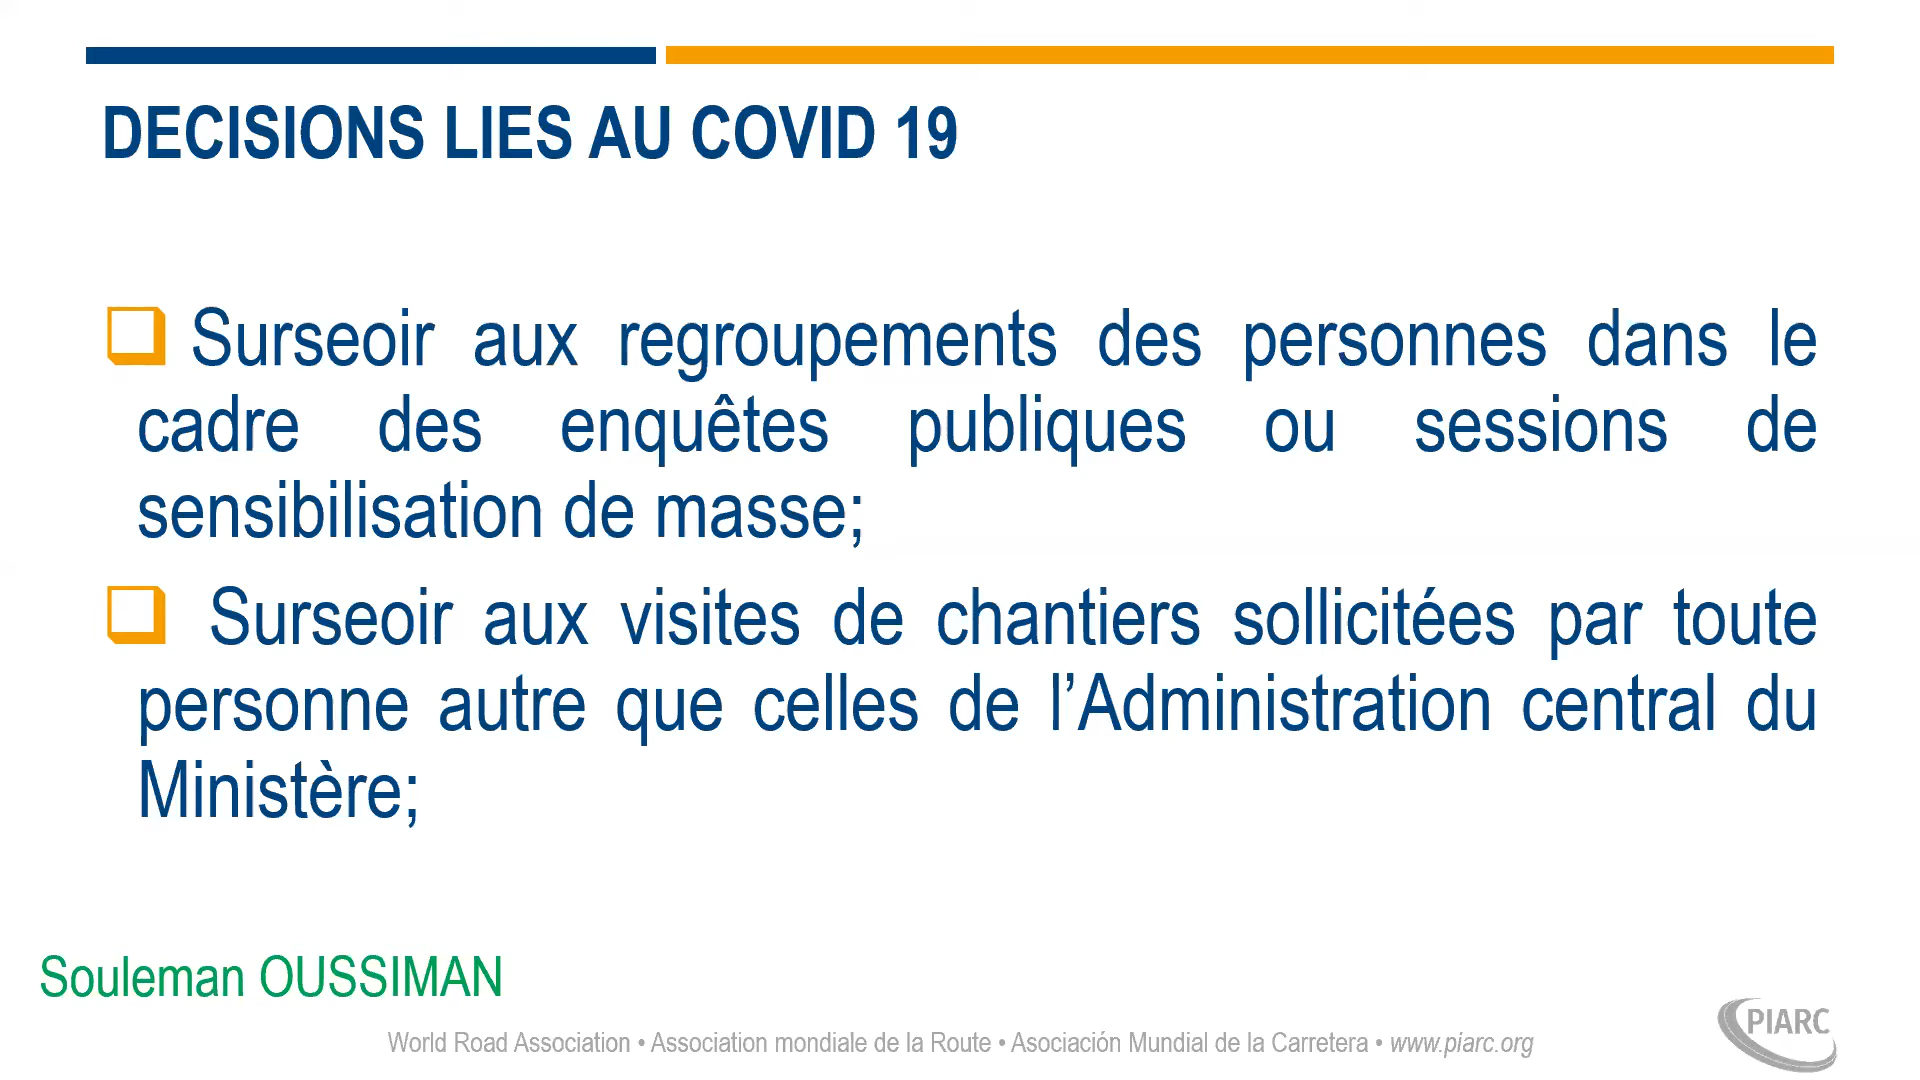 DECISIONS LIES AU COVID 19
Surseoir aux regroupements des personnes dans le
cadre des enquêtes publiques ou sessions de
sensibilisation de masse;
Surseoir aux visites de chantiers sollicitées par toute
personne autre que celles de l’Administration central du
Ministère;
Souleman OUSSIMAN
World Road Association • Association mondiale de la Route • Asociación Mundial de la Carretera • www.piarc.org
PIARC